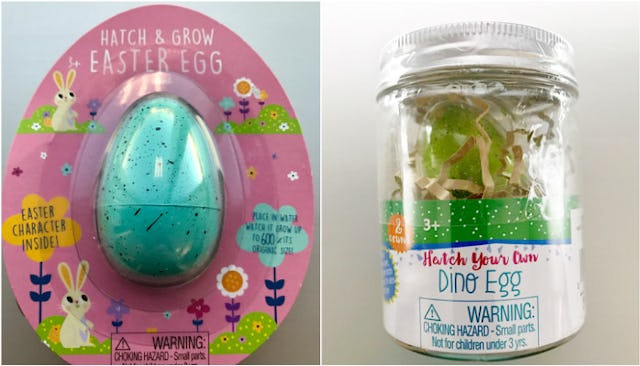 HATCH & GROW
3+ EASTER EGG
EASTER
CHARACTER
INSIDE!
PLACE IN WATER
WATCH IT GROW UP
TO 600% ITS
ORIGINAL SIZE!
WARNING:
CHOKING HAZARD - Small parts.
2
COUNT
3+
Hatch Your Own
Dino Egg
WARNING:
CHOKING HAZARD - Small parts.
Not for children under 3 yrs.